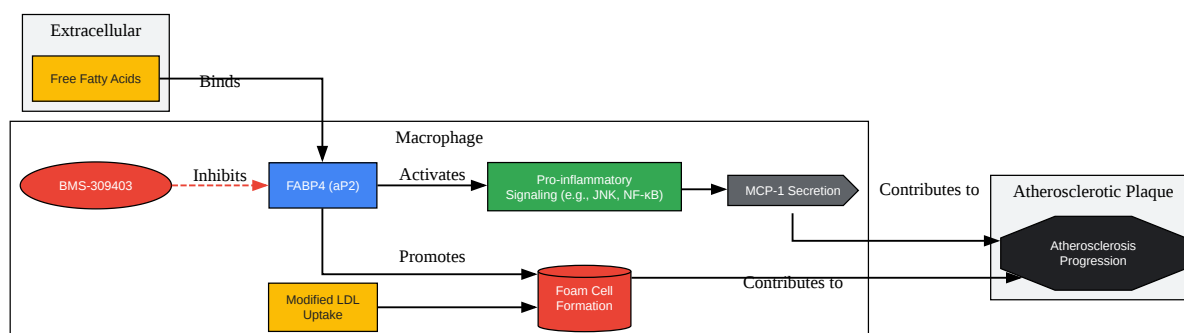 Extracellular
Free Fatty Acids
Binds
Macrophage
BMS-309403
Inhibits
FABP4 (aP2)
Activates
Pro-inflammatory
Signaling (e.g., JNK, NF-κB)
MCP-1 Secretion
Contributes to
Atherosclerotic Plaque
Atherosclerosis
Progression
Promotes
Modified LDL
Uptake
Foam Cell
Formation
Contributes to